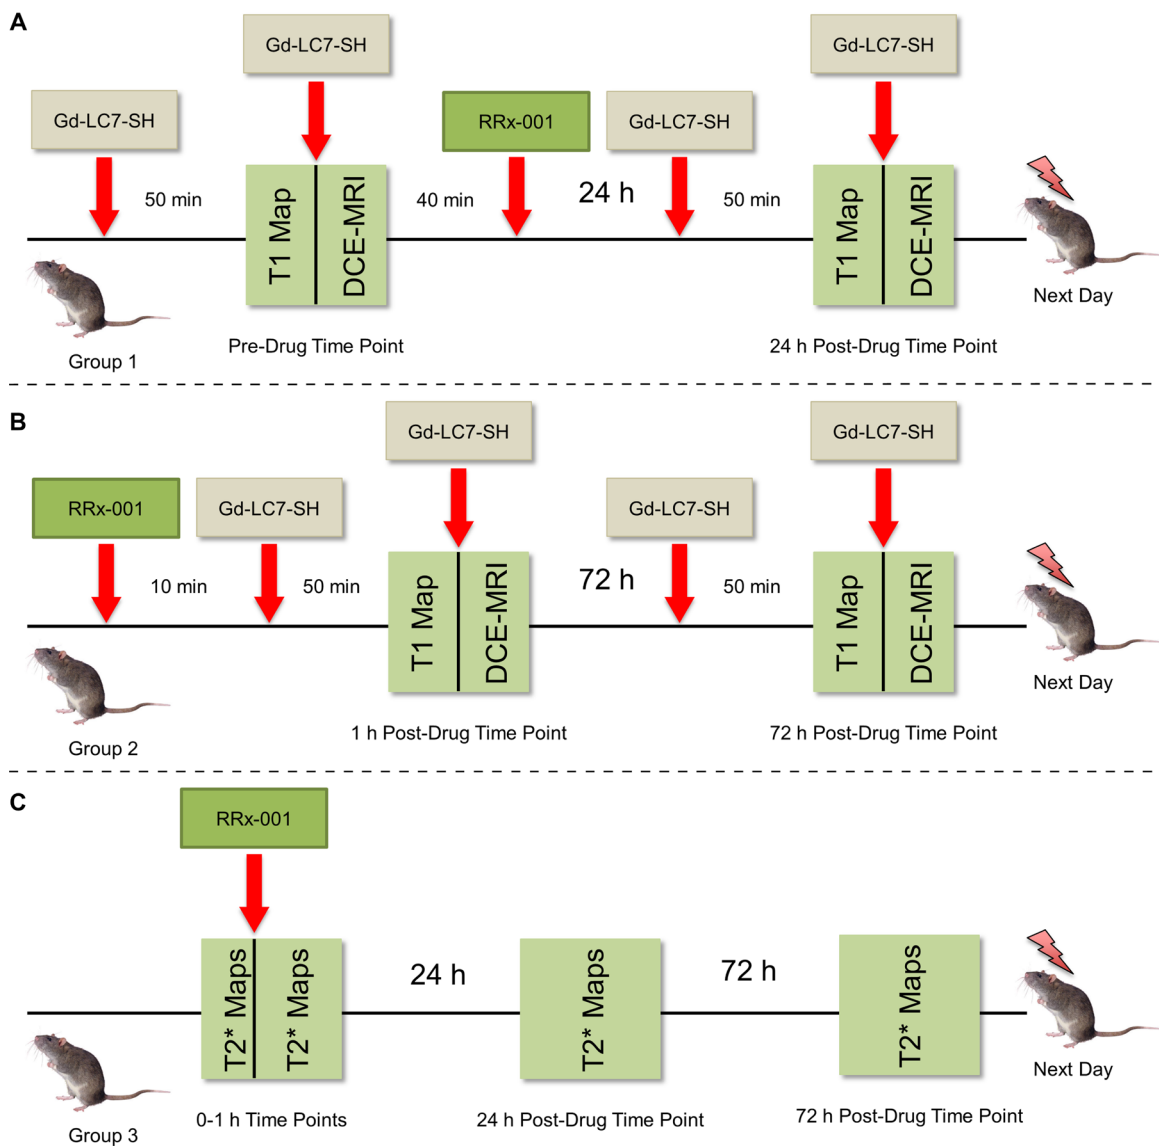 A
Gd-LC7-SH
Gd-LC7-SH
Gd-LC7-SH
RRx-001
Gd-LC7-SH
50 min
T1 Map
DCE-MRI
40 min
24 h
50 min
T1 Map
DCE-MRI
Next Day
Group 1
Pre-Drug Time Point
24 h Post-Drug Time Point
B
Gd-LC7-SH
Gd-LC7-SH
RRx-001
Gd-LC7-SH
Gd-LC7-SH
10 min
50 min
T1 Map
DCE-MRI
72 h
50 min
T1 Map
DCE-MRI
Next Day
Group 2
1 h Post-Drug Time Point
72 h Post-Drug Time Point
C
RRx-001
T2* Maps
T2* Maps
24 h
T2* Maps
72 h
T2* Maps
Next Day
Group 3
0-1 h Time Points
24 h Post-Drug Time Point
72 h Post-Drug Time Point